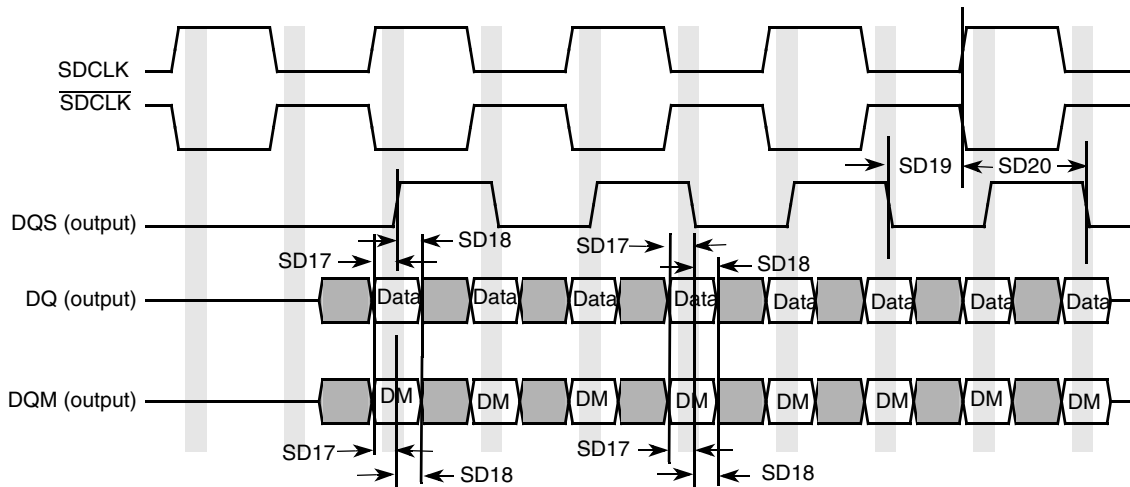 SDCLK
SDCLK
SD19 SD20
DQS (output)
SD18 SD17
SD17 SD18
DQ (output) Data Data Data Data Data Data Data Data
DQM (output) DM DM DM DM DM DM DM DM
SD17 SD17
SD18 SD18